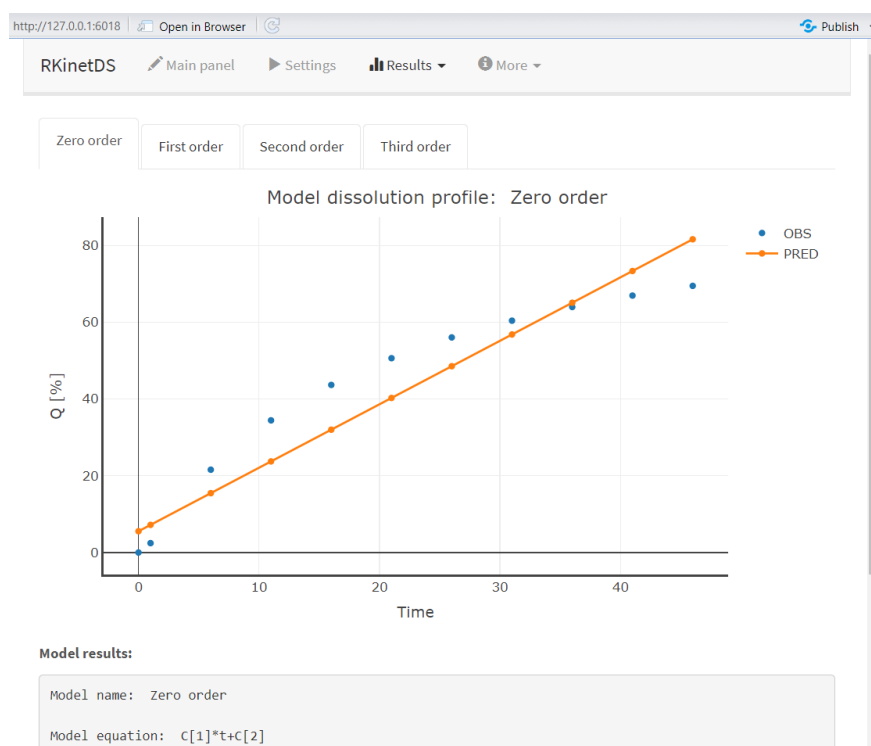 http://127.0.0.1:6018 Open in Browser Publish
RKinetDS Main panel Settings Results More
Zero order First order Second order Third order
Model dissolution profile: Zero order
OBS
PRED
80
60
40
20
0
Q [%]
0 10 20 30 40
Time
Model results:
Model name: Zero order
Model equation: C[1]*t+C[2]